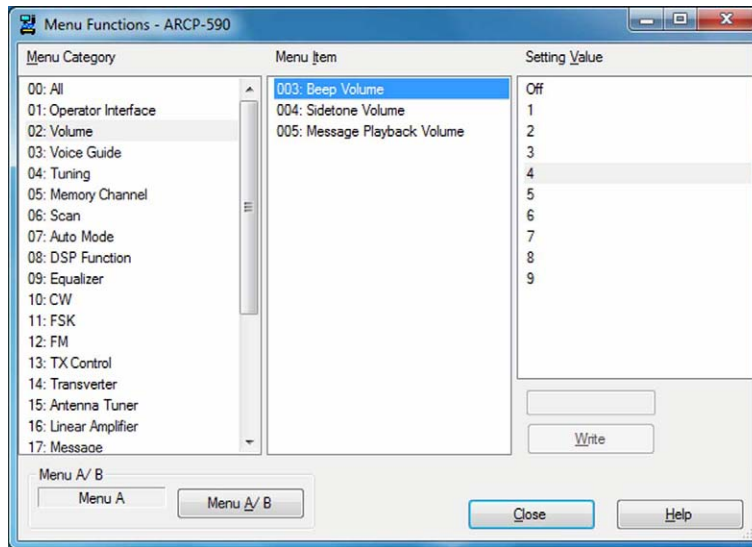 Menu Functions - ARCP-590
Menu Category
Menu Item
Setting Value
00: All
01: Operator Interface
02: Volume
03: Voice Guide
04: Tuning
05: Memory Channel
06: Scan
07: Auto Mode
08: DSP Function
09: Equalizer
10: CW
11: FSK
12: FM
13: TX Control
14: Transverter
15: Antenna Tuner
16: Linear Amplifier
17: Message
003: Beep Volume
004: Sidetone Volume
005: Message Playback Volume
Off
1
2
3
4
5
6
7
8
9
Write
Menu A/ B
Menu A
Menu A/ B
Close
Help